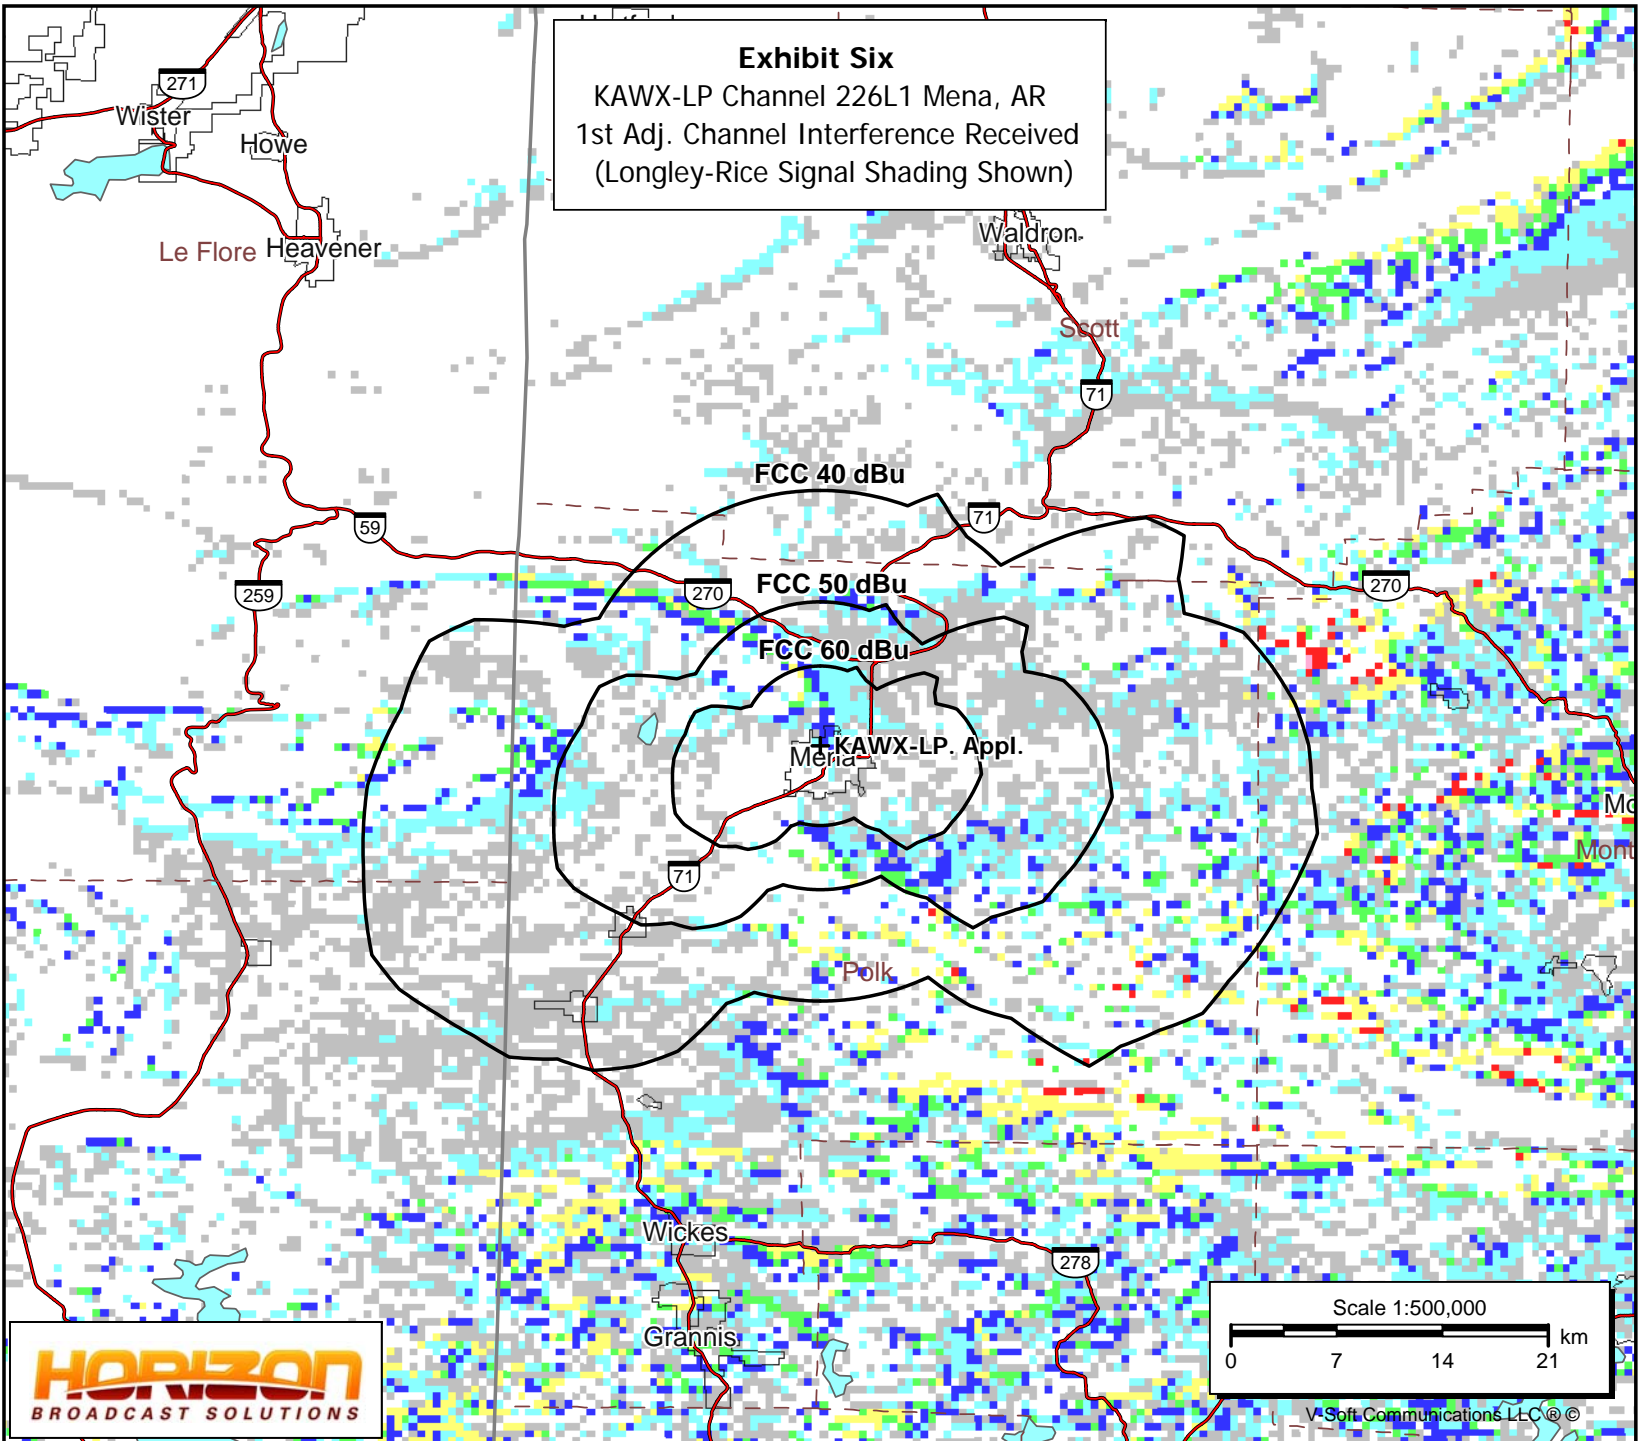 Exhibit Six
KAWX-LP Channel 226L1 Mena, AR
1st Adj. Channel Interference Received
(Longley-Rice Signal Shading Shown)
271
Wister
Howe
Le Flore
Heavener
Waldron
Scott
71
FCC 40 dBu
71
59
259
270
FCC 50 dBu
270
FCC 60 dBu
KAWX-LP. Appl.
Mena
Mont
71
Polk
Wickes
278
Grannis
Scale 1:500,000
km
0 7 14 21
HORIZON
BROADCAST SOLUTIONS
V-Soft Communications LLC ® ©